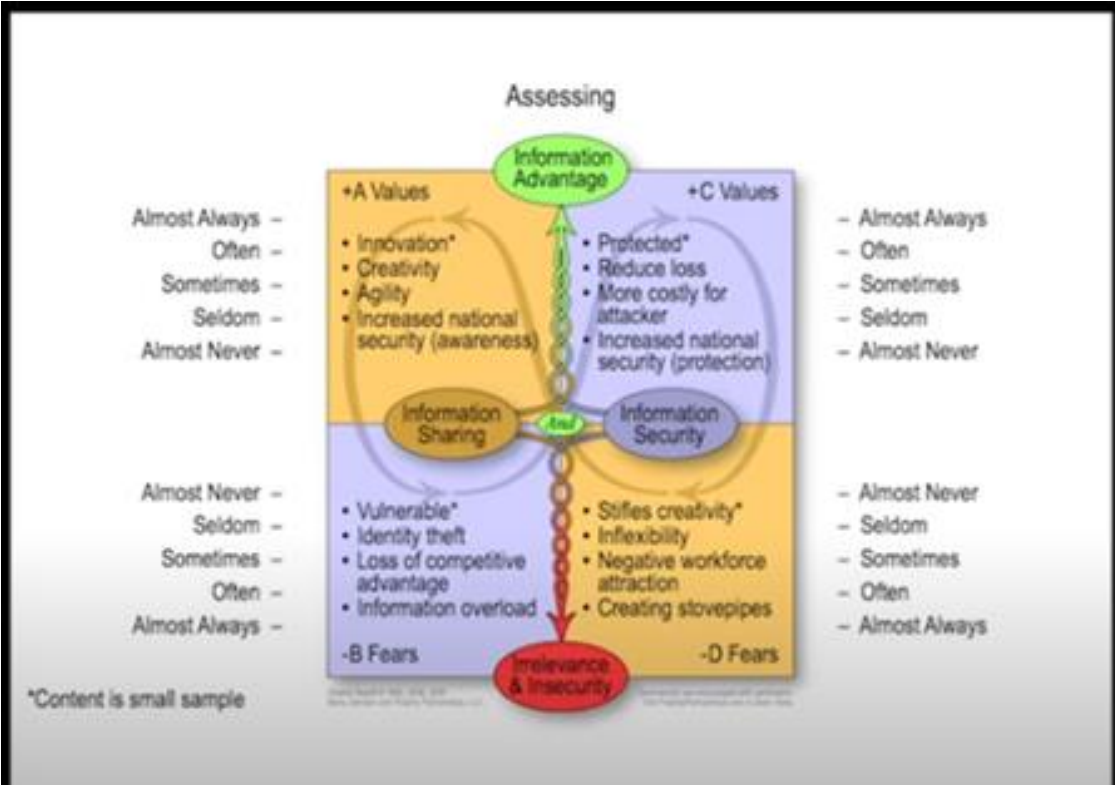 Assessing
Information
Advantage
+A Values
+C Values
Almost Always –
Often –
Sometimes –
Seldom –
Almost Never –
• Innovation*
• Creativity
• Agility
• Increased national
security (awareness)
• Protected*
• Reduce loss
• More costly for
attacker
• Increased national
security (protection)
– Almost Always
– Often
– Sometimes
– Seldom
– Almost Never
Information
Sharing
And
Information
Security
Almost Never –
Seldom –
Sometimes –
Often –
Almost Always –
• Vulnerable*
• Identity theft
• Loss of competitive
advantage
• Information overload
• Stifles creativity*
• Inflexibility
• Negative workforce
attraction
• Creating stovepipes
– Almost Never
– Seldom
– Sometimes
– Often
– Almost Always
-B Fears
-D Fears
Irrelevance
& Insecurity
*Content is small sample